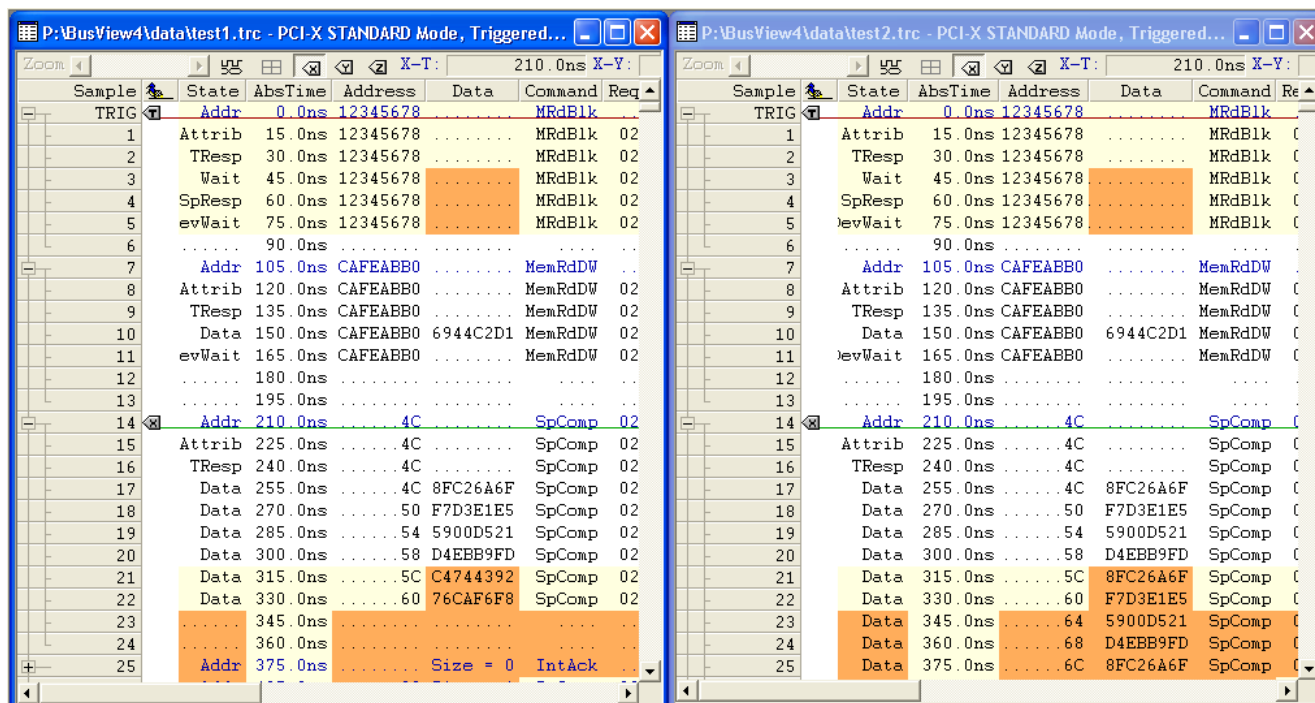 P:\BusView4\data\test1.trc - PCI-X STANDARD Mode, Triggered...
Zoom X-T: 210.0ns X-Y:
Sample State AbsTime Address Data Command Req
TRIG Addr 0.0ns 12345678 ........ MRdBlk ..
1 Attrib 15.0ns 12345678 ........ MRdBlk 02
2 TResp 30.0ns 12345678 ........ MRdBlk 02
3 Wait 45.0ns 12345678 ........ MRdBlk 02
4 SpResp 60.0ns 12345678 ........ MRdBlk 02
5 evWait 75.0ns 12345678 ........ MRdBlk 02
6 ...... 90.0ns ........ ........ ....
7 Addr 105.0ns CAFEABB0 ........ MemRdDW ..
8 Attrib 120.0ns CAFEABB0 ........ MemRdDW 02
9 TResp 135.0ns CAFEABB0 ........ MemRdDW 02
10 Data 150.0ns CAFEABB0 6944C2D1 MemRdDW 02
11 evWait 165.0ns CAFEABB0 ........ MemRdDW 02
12 ...... 180.0ns ........ ........ .... ..
13 ...... 195.0ns ........ ........ .... ..
14 Addr 210.0ns ......4C ........ SpComp 02
15 Attrib 225.0ns ......4C ........ SpComp 02
16 TResp 240.0ns ......4C ........ SpComp 02
17 Data 255.0ns ......4C 8FC26A6F SpComp 02
18 Data 270.0ns ......50 F7D3E1E5 SpComp 02
19 Data 285.0ns ......54 5900D521 SpComp 02
20 Data 300.0ns ......58 D4EBB9FD SpComp 02
21 Data 315.0ns ......5C C4744392 SpComp 02
22 Data 330.0ns ......60 76CAF6F8 SpComp 02
23 ...... 345.0ns ........ ........ .... ..
24 ...... 360.0ns ........ ........ .... ..
25 Addr 375.0ns ........ Size = 0 IntAck ..
P:\BusView4\data\test2.trc - PCI-X STANDARD Mode, Triggered...
Zoom X-T: 210.0ns X-Y:
Sample State AbsTime Address Data Command Re
TRIG Addr 0.0ns 12345678 ........ MRdBlk
1 Attrib 15.0ns 12345678 ........ MRdBlk
2 TResp 30.0ns 12345678 ........ MRdBlk
3 Wait 45.0ns 12345678 ........ MRdBlk
4 SpResp 60.0ns 12345678 ........ MRdBlk
5 evWait 75.0ns 12345678 ........ MRdBlk
6 ...... 90.0ns ........ ........ ....
7 Addr 105.0ns CAFEABB0 ........ MemRdDW
8 Attrib 120.0ns CAFEABB0 ........ MemRdDW
9 TResp 135.0ns CAFEABB0 ........ MemRdDW
10 Data 150.0ns CAFEABB0 6944C2D1 MemRdDW
11 evWait 165.0ns CAFEABB0 ........ MemRdDW
12 ...... 180.0ns ........ ........ ....
13 ...... 195.0ns ........ ........ ....
14 Addr 210.0ns ......4C ........ SpComp
15 Attrib 225.0ns ......4C ........ SpComp
16 TResp 240.0ns ......4C ........ SpComp
17 Data 255.0ns ......4C 8FC26A6F SpComp
18 Data 270.0ns ......50 F7D3E1E5 SpComp
19 Data 285.0ns ......54 5900D521 SpComp
20 Data 300.0ns ......58 D4EBB9FD SpComp
21 Data 315.0ns ......5C 8FC26A6F SpComp
22 Data 330.0ns ......60 F7D3E1E5 SpComp
23 Data 345.0ns ......64 5900D521 SpComp
24 Data 360.0ns ......68 D4EBB9FD SpComp
25 Data 375.0ns ......6C 8FC26A6F SpComp